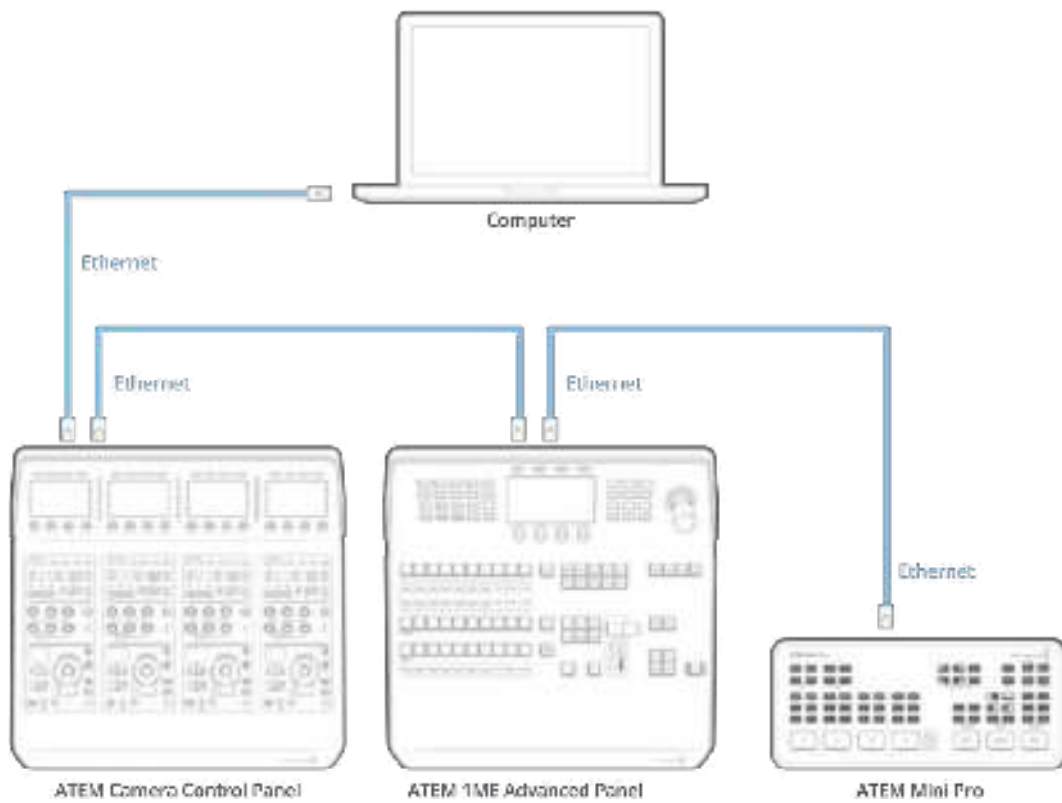 Computer
Ethernet
Ethernet
Ethernet
Ethernet
ATEM Camera Control Panel
ATEM 1ME Advanced Panel
ATEM Mini Pro